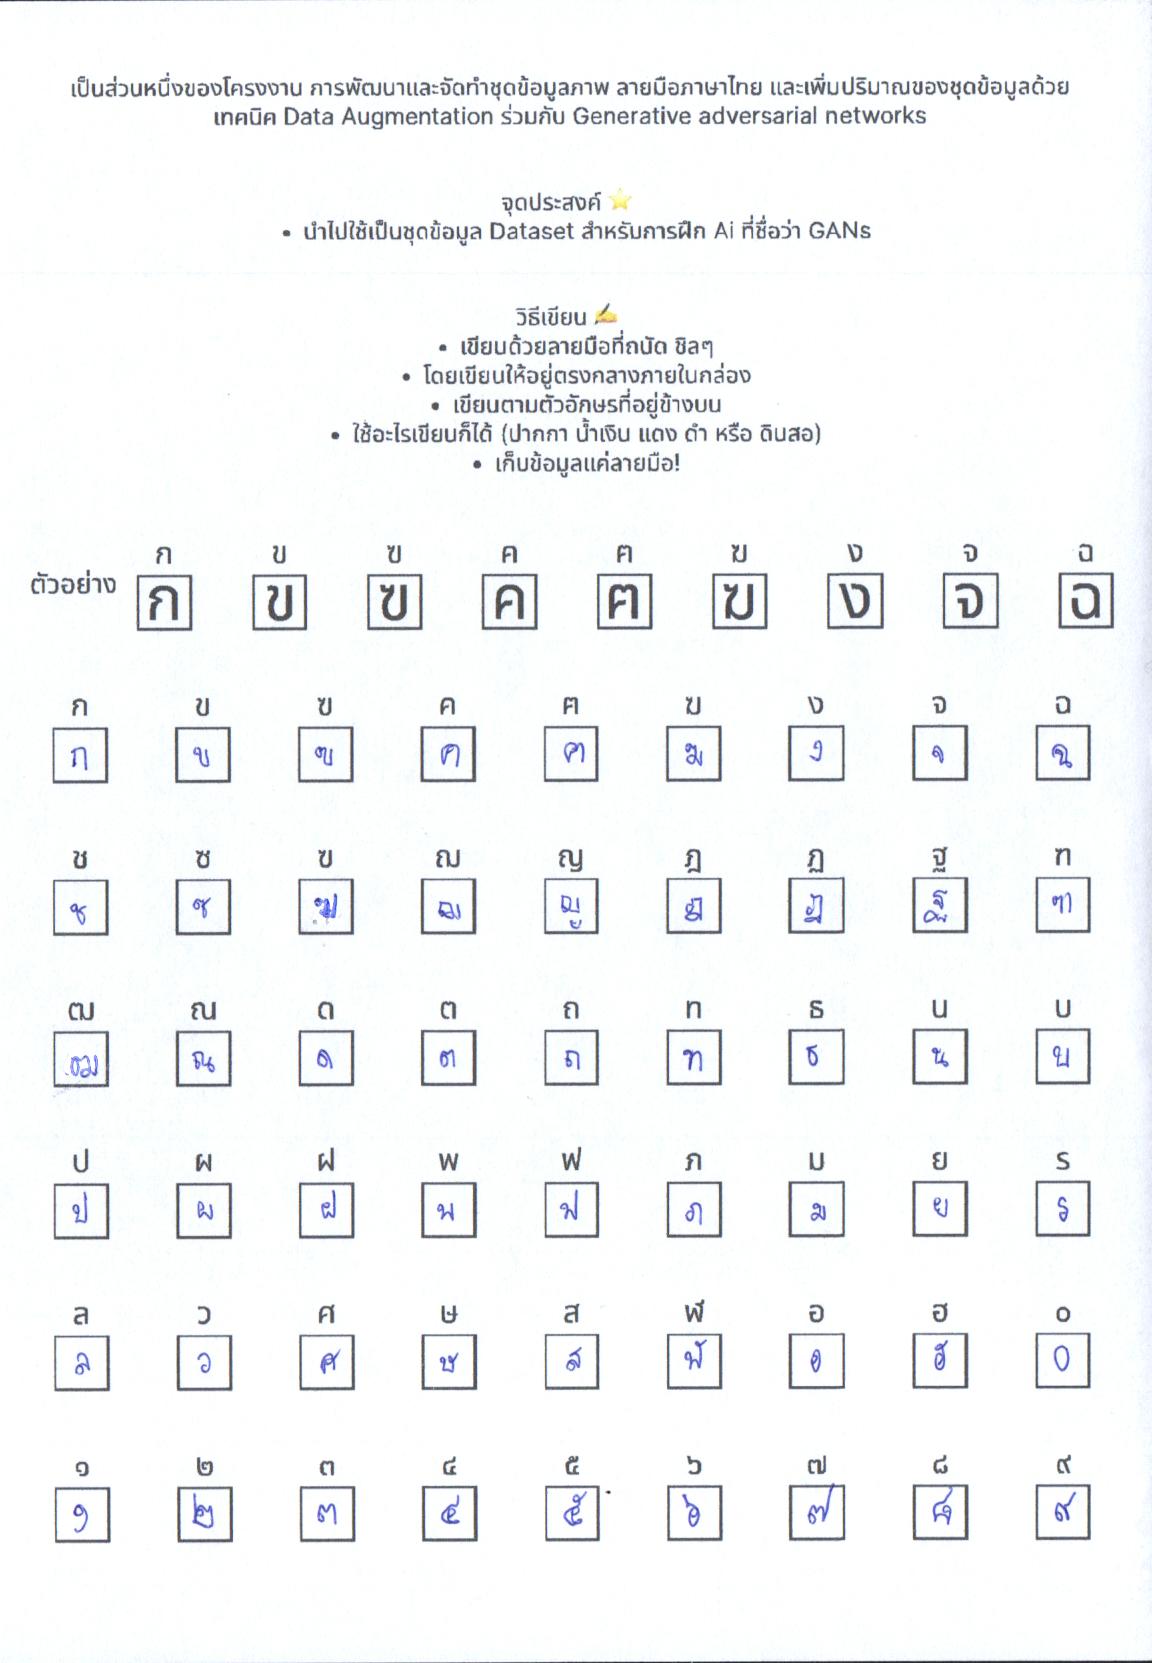 เป็นส่วนหนึ่งของโครงงาน การพัฒนาและจัดทำชุดข้อมูลภาพ ลายมือภาษาไทย และเพิ่มปริมาณของชุดข้อมูลด้วย
เทคนิค Data Augmentation ร่วมกับ Generative adversarial networks
จุดประสงค์ ⭐
• นำไปใช้เป็นชุดข้อมูล Dataset สำหรับการฝึก Ai ที่ชื่อว่า GANs
วิธีเขียน ✍️
• เขียนด้วยลายมือที่ถนัด ชิลๆ
• โดยเขียนให้อยู่ตรงกลางภายในกล่อง
• เขียนตามตัวอักษรที่อยู่ข้างบน
• ใช้อะไรเขียนก็ได้ (ปากกา น้ำเงิน แดง ดำ หรือ ดินสอ)
• เก็บข้อมูลแค่ลายมือ!
ก ข ฃ ค ฅ ฆ ง จ ฉ
ตัวอย่าง ก ข ฃ ค ฅ ฆ ง จ ฉ
ก ข ฃ ค ฅ ฆ ง จ ฉ
ก ข ฃ ค ฅ ฆ ง จ ฉ
ช ซ ฃ ฌ ญ ฎ ฏ ฐ ฑ
ช ซ ฌ ญ ฎ ฏ ฐ ฑ
ฒ ณ ด ต ถ ท ธ น บ
ฒ ณ ด ต ถ ท ธ น บ
ป ผ ฝ พ ฟ ภ ม ย ร
ป ผ ฝ พ ฟ ภ ม ย ร
ล ว ศ ษ ส ฬ อ ฮ ๐
ล ว ศ ษ ส ฬ อ ฮ ๐
๑ ๒ ๓ ๔ ๕ ๖ ๗ ๘ ๙
๑ ๒ ๓ ๔ ๕ ๖ ๗ ๘ ๙